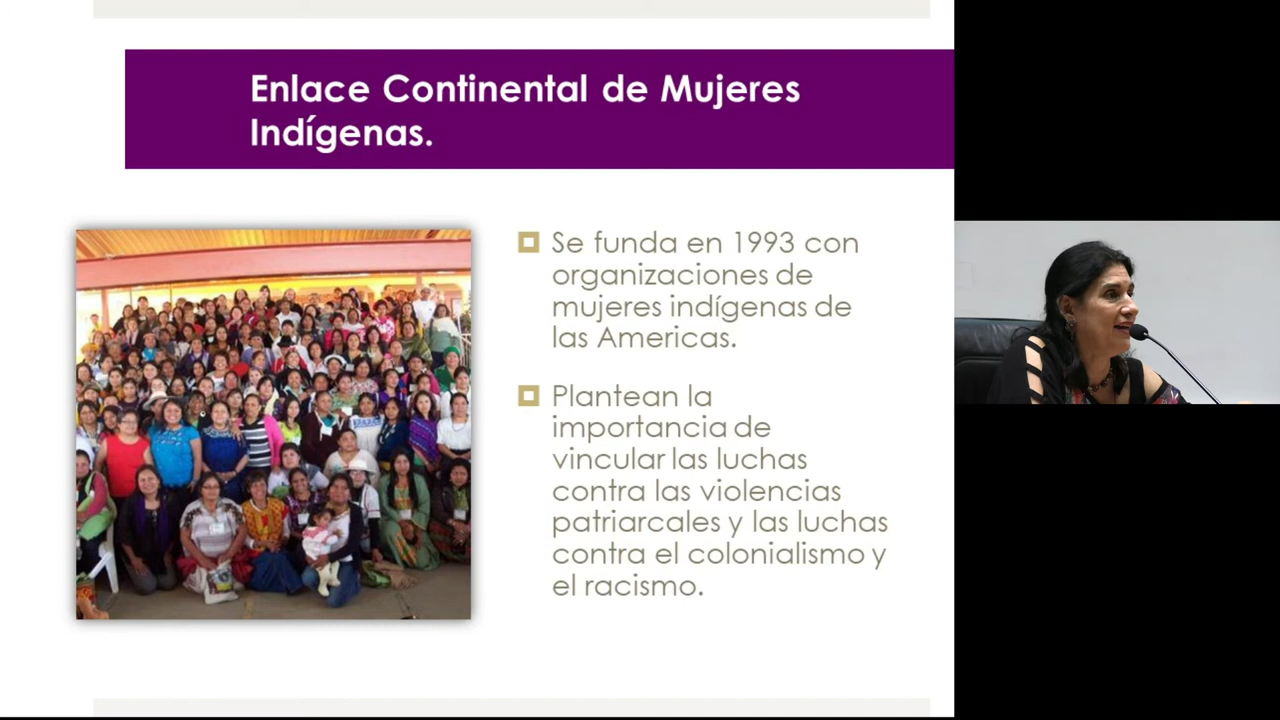 Enlace Continental de Mujeres
Indígenas.
Se funda en 1993 con
organizaciones de
mujeres indígenas de
las Americas.
Plantean la
importancia de
vincular las luchas
contra las violencias
patriarcales y las luchas
contra el colonialismo y
el racismo.